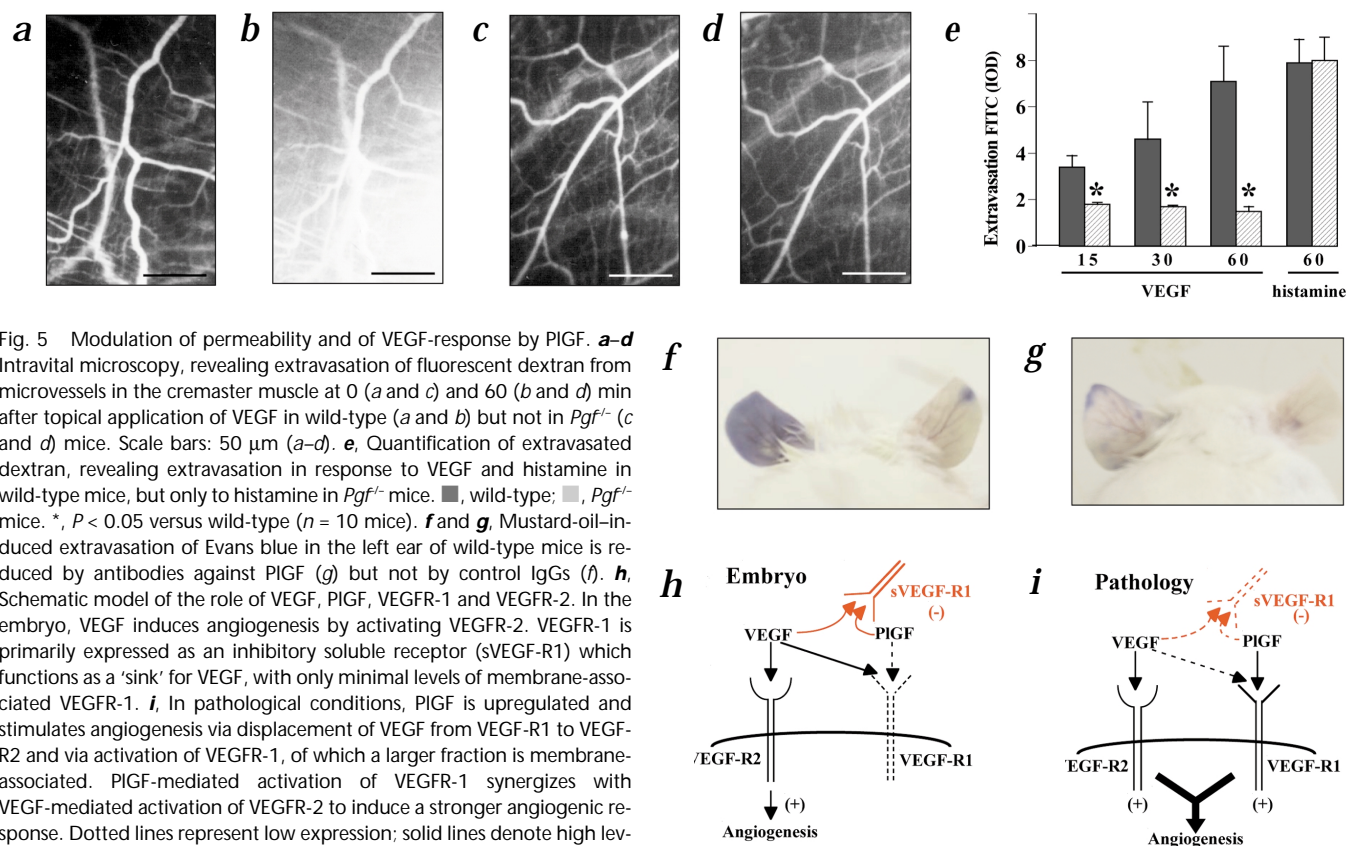 a
b
c
d
e
Extravasation FITC (IOD)
8
6
4
2
0
*
*
*
15
30
60
60
VEGF
histamine
Fig. 5 Modulation of permeability and of VEGF-response by PlGF. a–d
Intravital microscopy, revealing extravasation of fluorescent dextran from
microvessels in the cremaster muscle at 0 (a and c) and 60 (b and d) min
after topical application of VEGF in wild-type (a and b) but not in Pgf-/- (c
and d) mice. Scale bars: 50 μm (a–d). e, Quantification of extravasated
dextran, revealing extravasation in response to VEGF and histamine in
wild-type mice, but only to histamine in Pgf-/- mice. ■, wild-type; ■, Pgf-/-
mice. *, P < 0.05 versus wild-type (n = 10 mice). f and g, Mustard-oil–in-
duced extravasation of Evans blue in the left ear of wild-type mice is re-
duced by antibodies against PlGF (g) but not by control IgGs (f). h,
Schematic model of the role of VEGF, PlGF, VEGFR-1 and VEGFR-2. In the
embryo, VEGF induces angiogenesis by activating VEGFR-2. VEGFR-1 is
primarily expressed as an inhibitory soluble receptor (sVEGF-R1) which
functions as a 'sink' for VEGF, with only minimal levels of membrane-asso-
ciated VEGFR-1. i, In pathological conditions, PlGF is upregulated and
stimulates angiogenesis via displacement of VEGF from VEGF-R1 to VEGF-
R2 and via activation of VEGFR-1, of which a larger fraction is membrane-
associated. PlGF-mediated activation of VEGFR-1 synergizes with
VEGF-mediated activation of VEGFR-2 to induce a stronger angiogenic re-
sponse. Dotted lines represent low expression; solid lines denote high lev-
f
g
h
Embryo
sVEGF-R1
(-)
VEGF
PlGF
VEGF-R2
VEGF-R1
(+)
Angiogenesis
i
Pathology
sVEGF-R1
(-)
VEGF
PlGF
EGF-R2
VEGF-R1
(+)
(+)
Angiogenesis